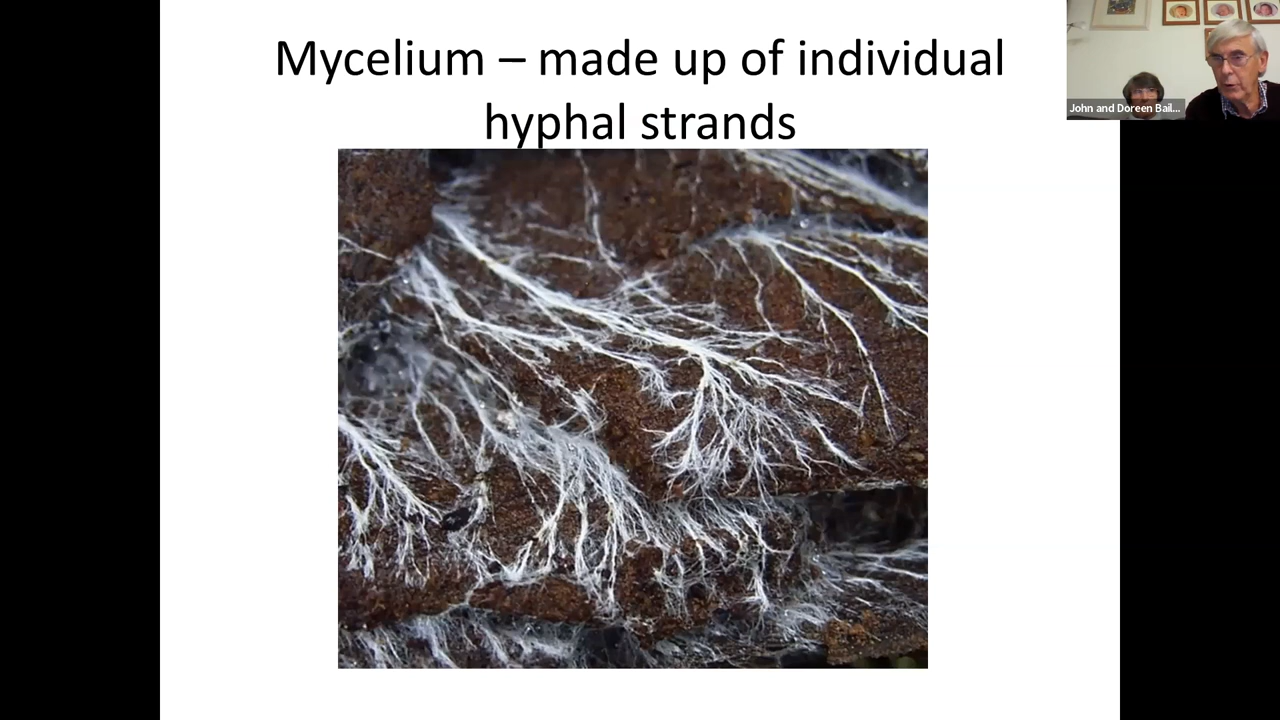 Mycelium – made up of individual
hyphal strands
John and Doreen Bail...